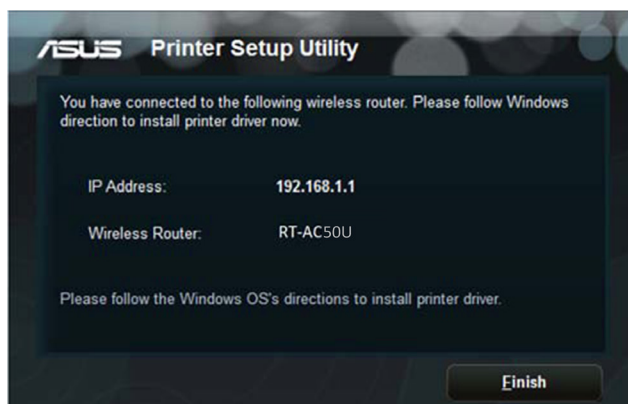 ASUS Printer Setup Utility
You have connected to the following wireless router. Please follow Windows
direction to install printer driver now.
IP Address: 192.168.1.1
Wireless Router: RT-AC50U
Please follow the Windows OS's directions to install printer driver.
Finish